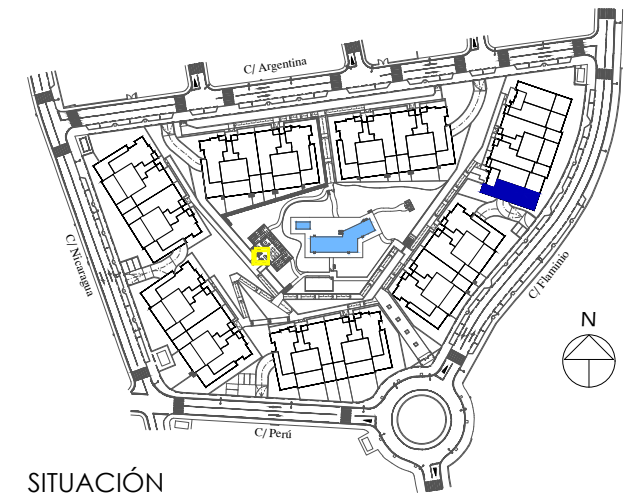 C/ Argentina
C/ Nicaragua
C/ Flaminio
N
C/ Perú
SITUACIÓN